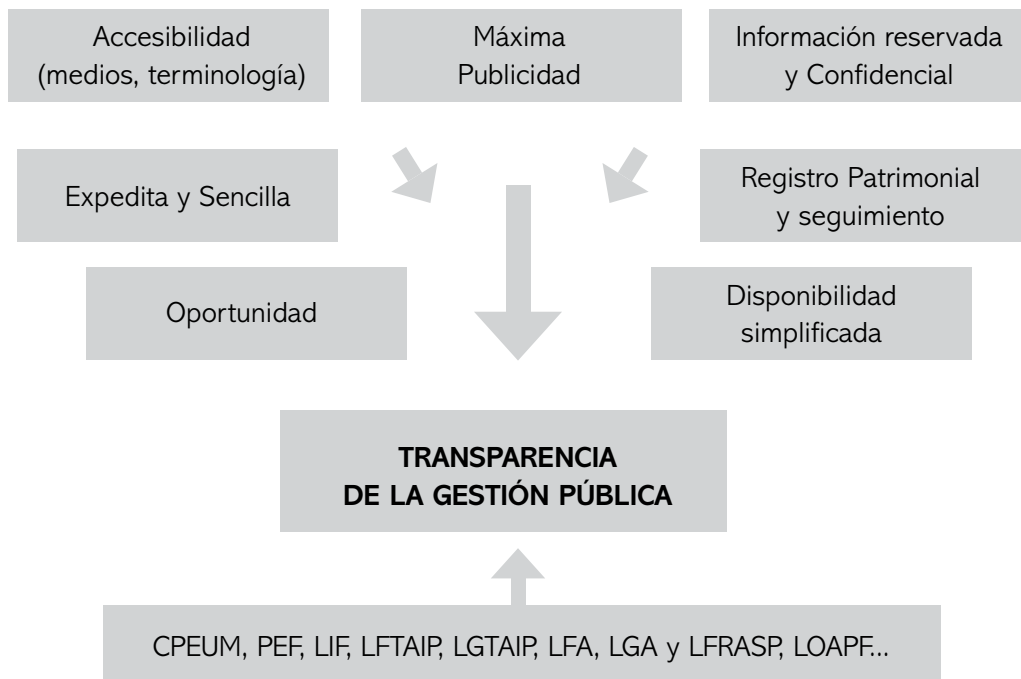 Accesibilidad
(medios, terminología)
Máxima
Publicidad
Información reservada
y Confidencial
Expedita y Sencilla
Registro Patrimonial
y seguimiento
Oportunidad
Disponibilidad
simplificada
TRANSPARENCIA
DE LA GESTIÓN PÚBLICA
CPEUM, PEF, LIF, LFTAIP, LGTAIP, LFA, LGA y LFRASP, LOAPF...